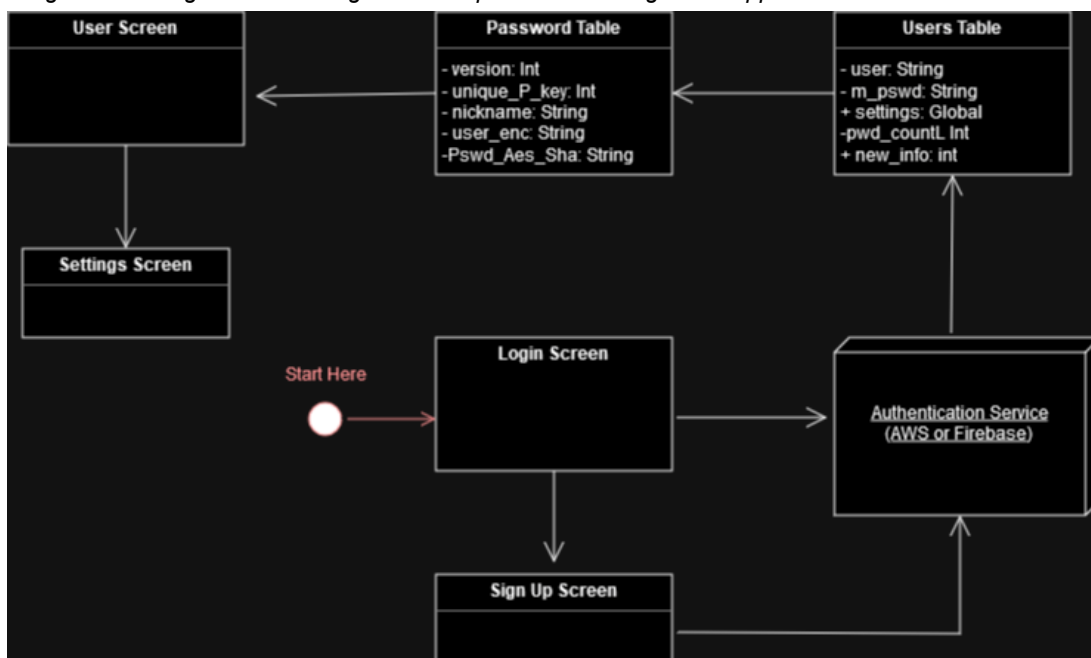 User Screen
Password Table
- version: Int
- unique_P_key: Int
- nickname: String
- user_enc: String
-Pswd_Aes_Sha: String
Users Table
- user: String
- m_pswd: String
+ settings: Global
-pwd_countL Int
+ new_info: int
Settings Screen
Start Here
Login Screen
Authentication Service
(AWS or Firebase)
Sign Up Screen